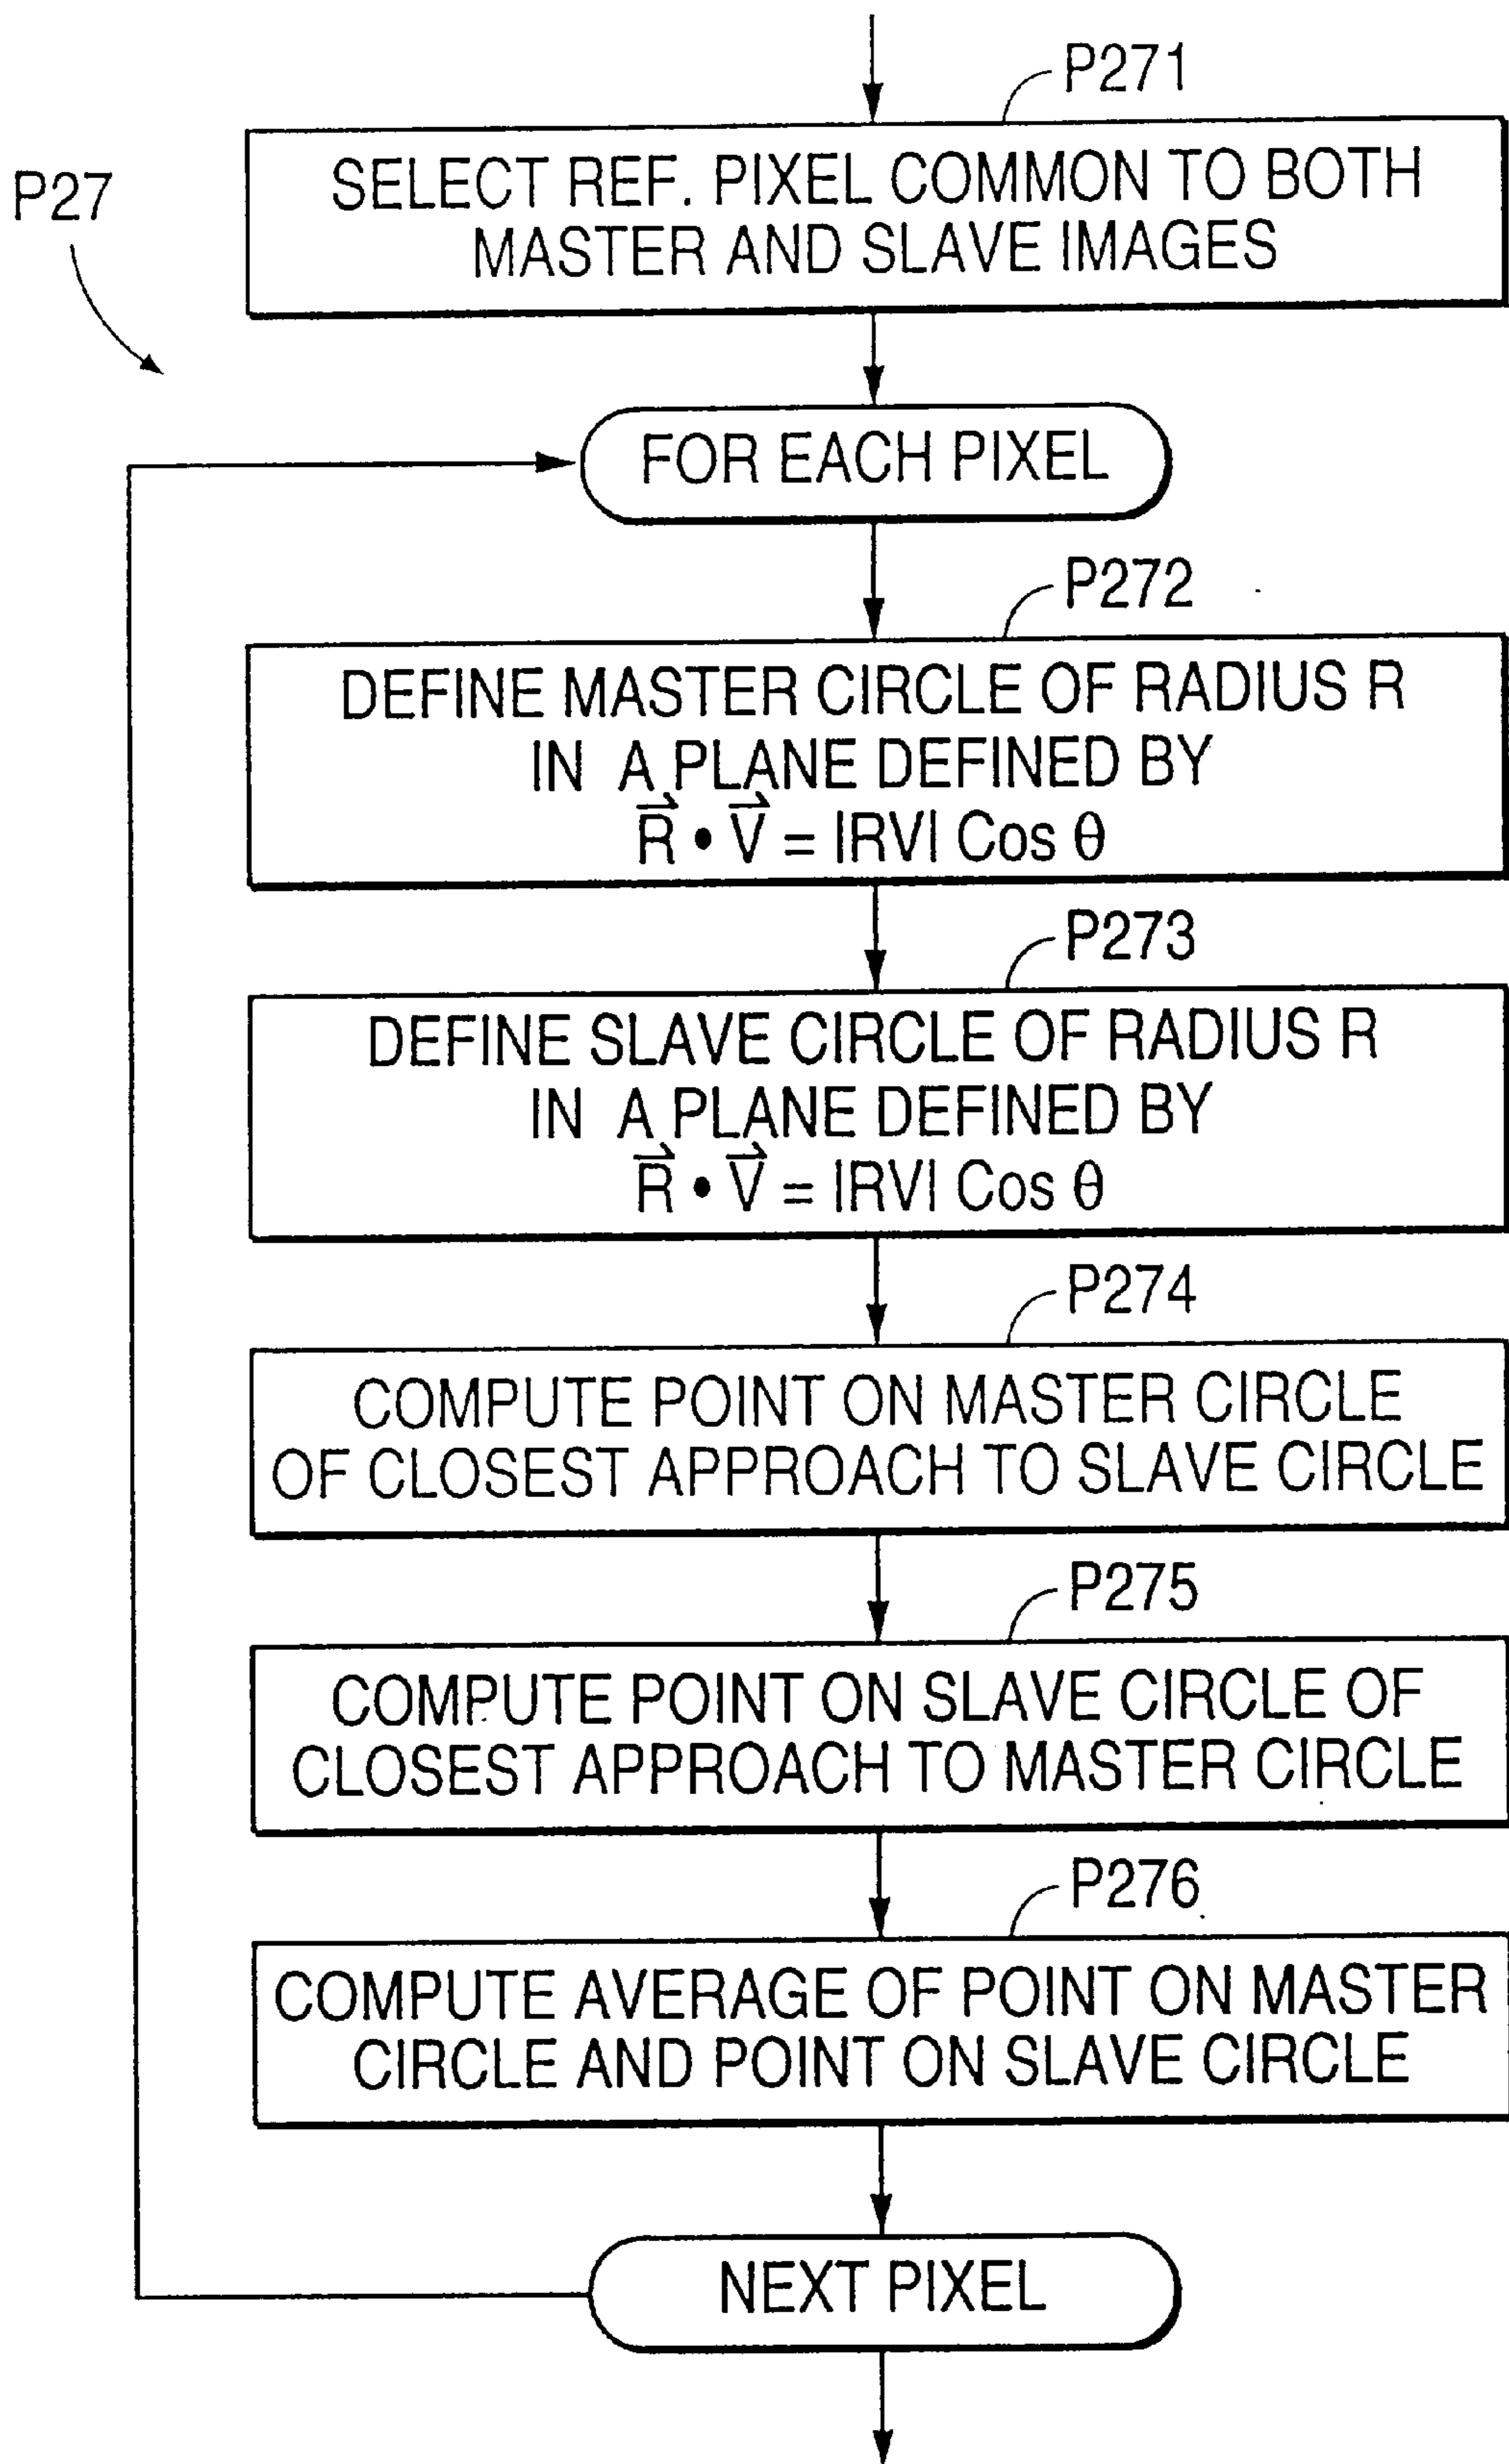 P271
P27
SELECT REF. PIXEL COMMON TO BOTH
MASTER AND SLAVE IMAGES
FOR EACH PIXEL
P272
DEFINE MASTER CIRCLE OF RADIUS R
IN A PLANE DEFINED BY
R⃗ • V⃗ = |RV| Cos θ
P273
DEFINE SLAVE CIRCLE OF RADIUS R
IN A PLANE DEFINED BY
R⃗ • V⃗ = |RV| Cos θ
P274
COMPUTE POINT ON MASTER CIRCLE
OF CLOSEST APPROACH TO SLAVE CIRCLE
P275
COMPUTE POINT ON SLAVE CIRCLE OF
CLOSEST APPROACH TO MASTER CIRCLE
P276
COMPUTE AVERAGE OF POINT ON MASTER
CIRCLE AND POINT ON SLAVE CIRCLE
NEXT PIXEL